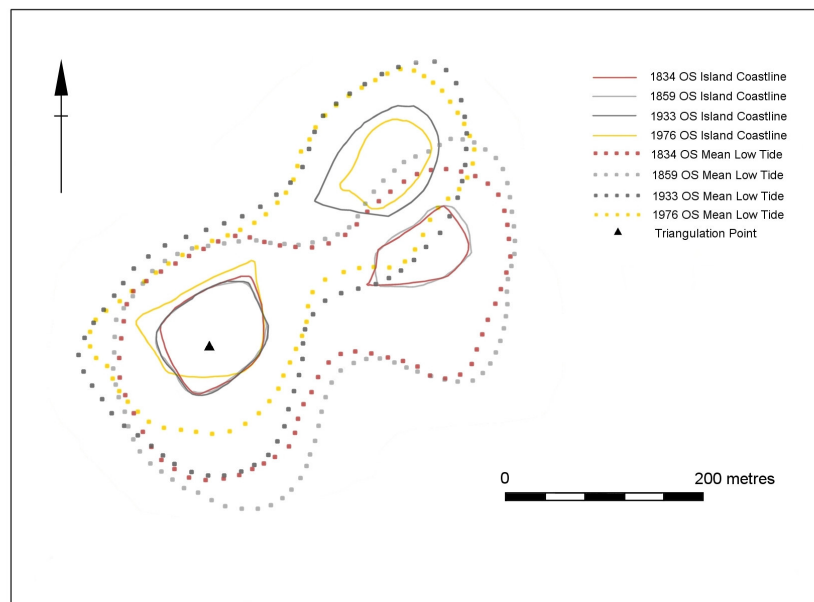 1834 OS Island Coastline
1859 OS Island Coastline
1933 OS Island Coastline
1976 OS Island Coastline
1834 OS Mean Low Tide
1859 OS Mean Low Tide
1933 OS Mean Low Tide
1976 OS Mean Low Tide
Triangulation Point
0 200 metres